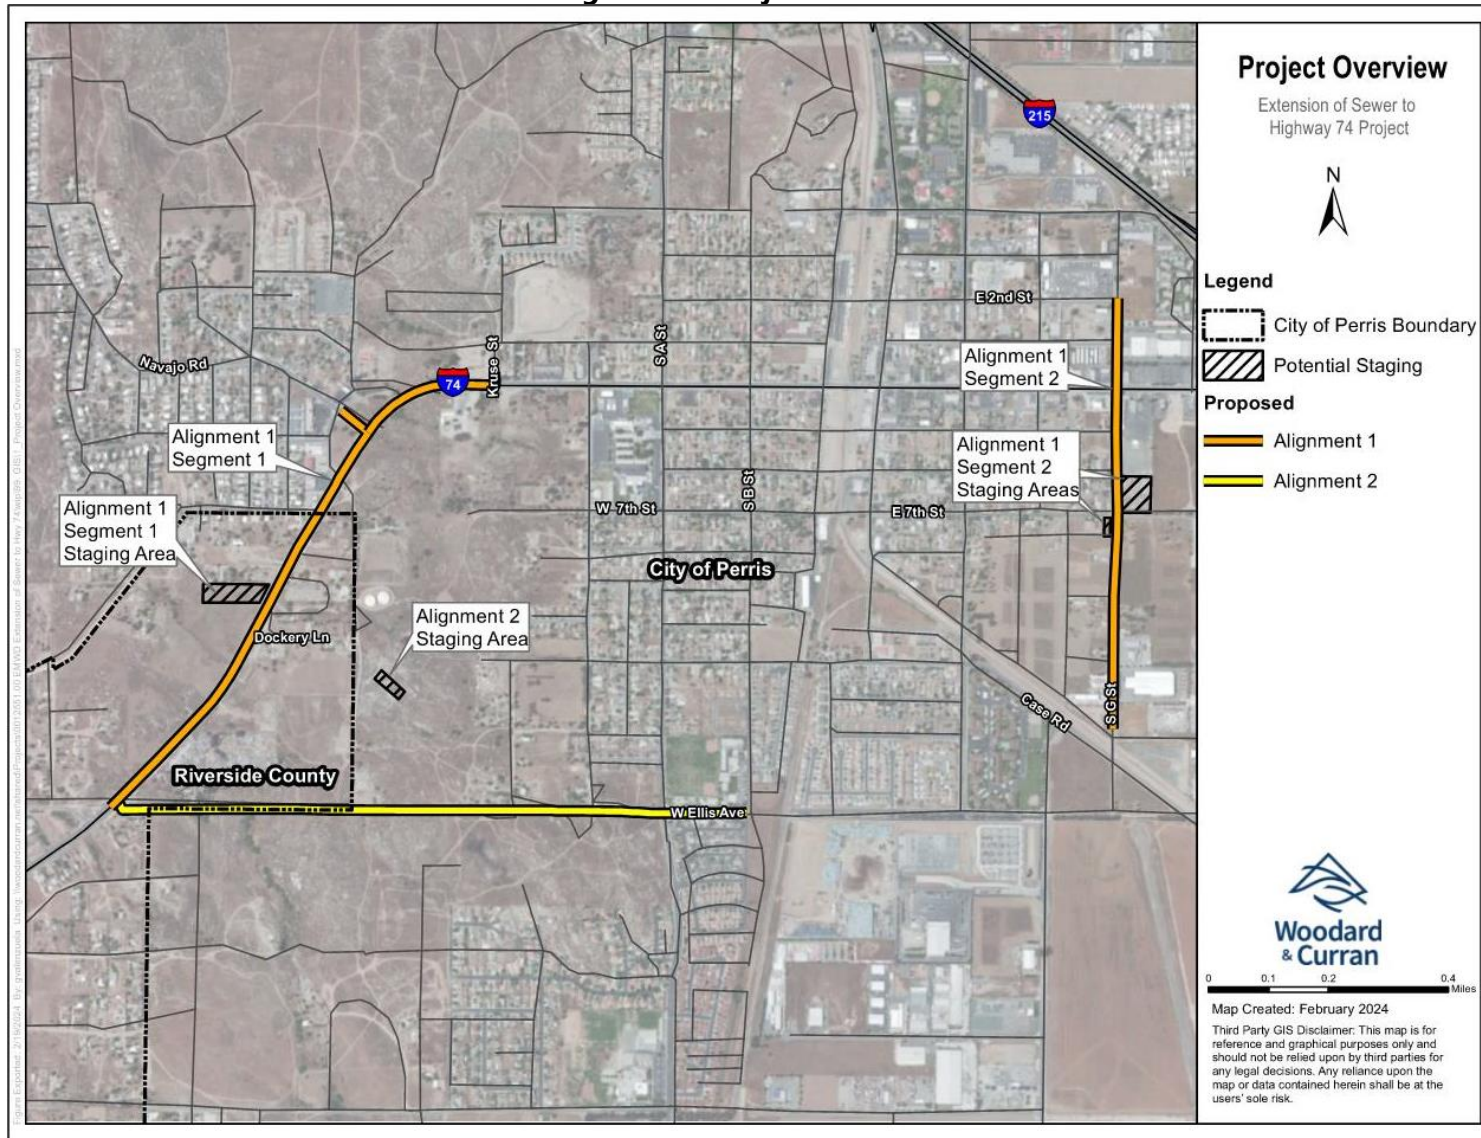 Project Overview
Extension of Sewer to
Highway 74 Project
N
Legend
City of Perris Boundary
Potential Staging
Proposed
Alignment 1
Alignment 2
215
E 2nd St
S A St
Kruse St
Navajo Rd
74
Alignment 1
Segment 2
Alignment 1
Segment 1
Alignment 1
Segment 2
Staging Areas
Alignment 1
Segment 1
Staging Area
S B St
W 7th St
E 7th St
City of Perris
Alignment 2
Staging Area
Dockery Ln
Case Rd
S G St
Riverside County
W Ellis Ave
Woodard
& Curran
0 0.1 0.2 0.4
Miles
Map Created: February 2024
Third Party GIS Disclaimer: This map is for
reference and graphical purposes only and
should not be relied upon by third parties for
any legal decisions. Any reliance upon the
map or data contained herein shall be at the
users' sole risk.